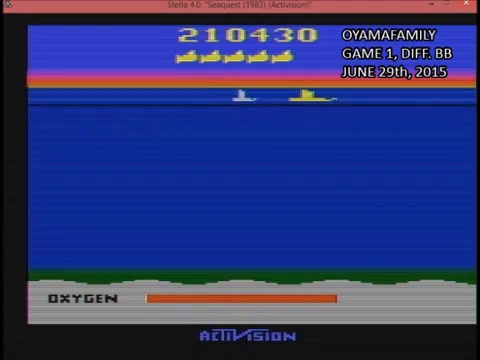 Stella 4.0: "Seaquest (1983) (Activision)"
210430
OYAMAFAMILY
GAME 1, DIFF. BB
JUNE 29th, 2015
OXYGEN
ACTIVISION